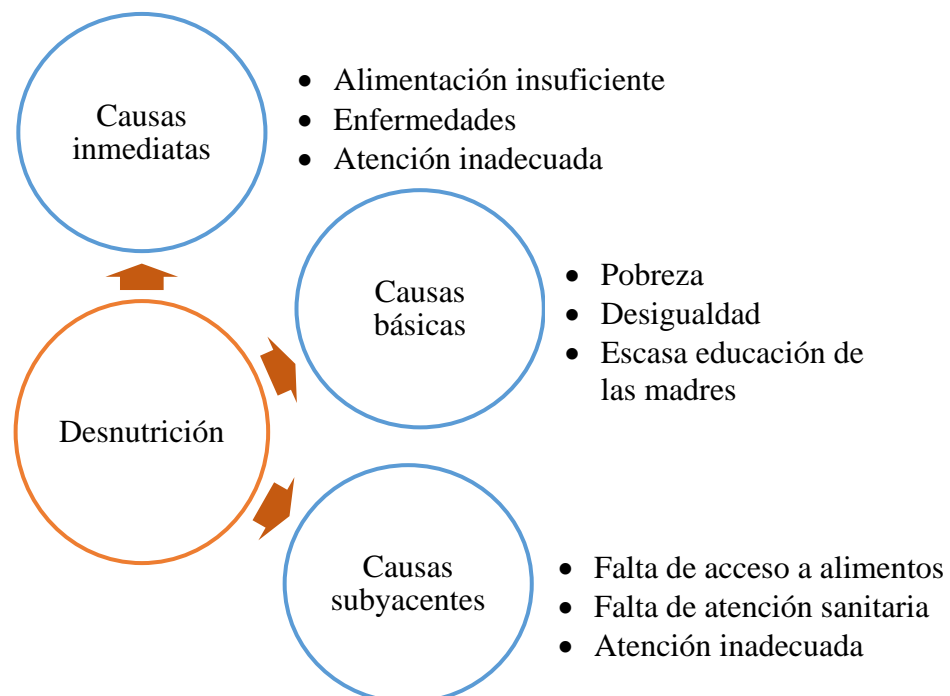 Causas
inmediatas
• Alimentación insuficiente
• Enfermedades
• Atención inadecuada
Causas
básicas
• Pobreza
• Desigualdad
• Escasa educación de
las madres
Desnutrición
Causas
subyacentes
• Falta de acceso a alimentos
• Falta de atención sanitaria
• Atención inadecuada